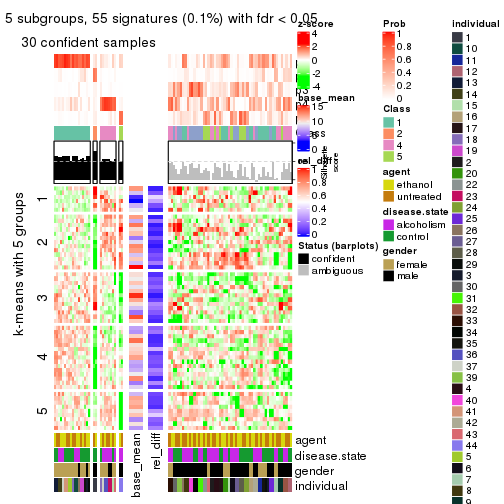 5 subgroups, 55 signatures (0.1%) with fdr < 0.05
30 confident samples
k-means with 5 groups
1
2
3
4
5
base_mean
rel_diff
agent
disease.state
gender
individual
z-score
4
2
0
-2
-4
base_mean
15
10
5
0
rel_diff
1
0.8
0.6
0.4
0.2
0
Silhouette
score
Status (barplots)
confident
ambiguous
Prob
1
0.8
0.6
0.4
0.2
0
Class
1
2
4
5
agent
ethanol
untreated
disease.state
alcoholism
control
gender
female
male
individual
1
10
11
12
13
14
15
16
17
18
19
2
20
22
23
24
25
26
27
28
29
3
30
31
32
33
34
35
36
37
39
4
40
41
42
43
44
5
6
7
8
9